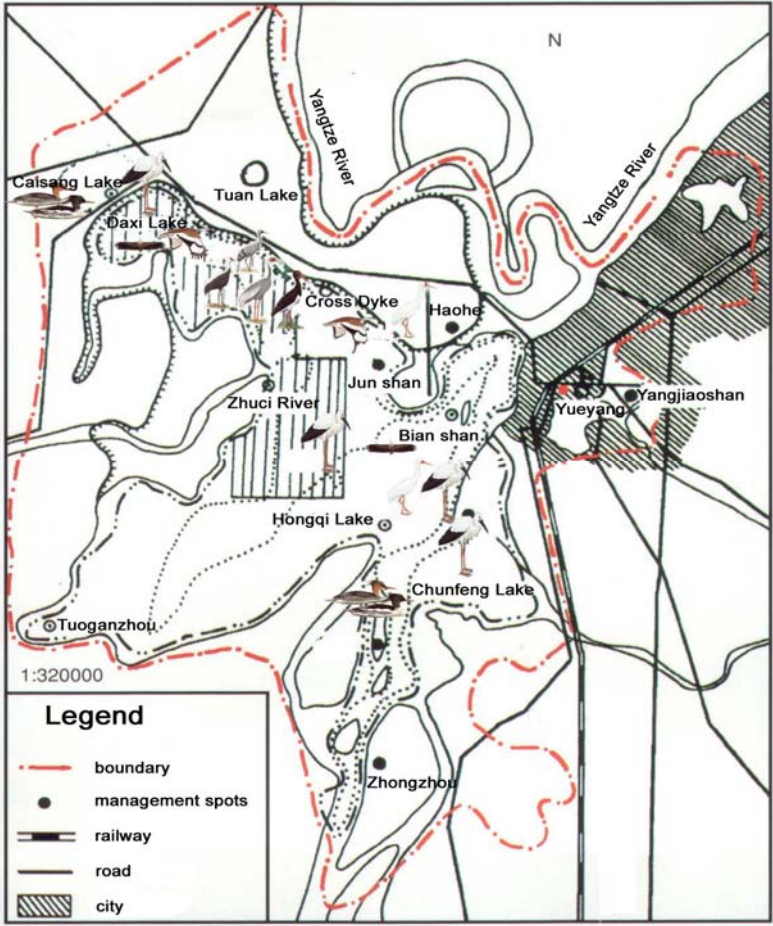 N
Yangtze River
Yangtze River
Caisang Lake
Tuan Lake
Daxi Lake
Cross Dyke
Haohe
Jun shan
Zhuci River
Yueyang
Yangjiaoshan
Bian shan
Hongqi Lake
Chunfeng Lake
Tuoganzhou
1:320000
Zhongzhou
Legend
boundary
management spots
railway
road
city